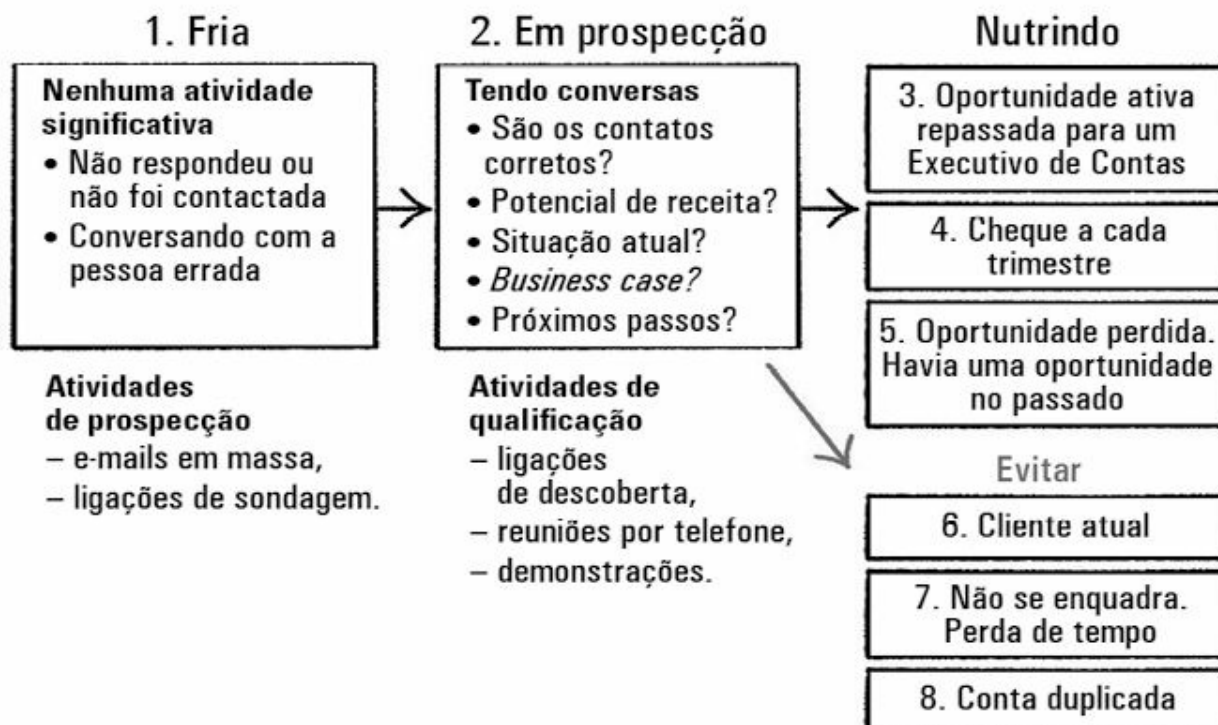 1. Fria
Nenhuma atividade
significativa
• Não respondeu ou
não foi contactada
• Conversando com a
pessoa errada
Atividades
de prospecção
– e-mails em massa,
– ligações de sondagem.
2. Em prospecção
Tendo conversas
• São os contatos
corretos?
• Potencial de receita?
• Situação atual?
• Business case?
• Próximos passos?
Atividades de
qualificação
– ligações
de descoberta,
– reuniões por telefone,
– demonstrações.
Nutrindo
3. Oportunidade ativa
repassada para um
Executivo de Contas
4. Cheque a cada
trimestre
5. Oportunidade perdida.
Havia uma oportunidade
no passado
Evitar
6. Cliente atual
7. Não se enquadra.
Perda de tempo
8. Conta duplicada